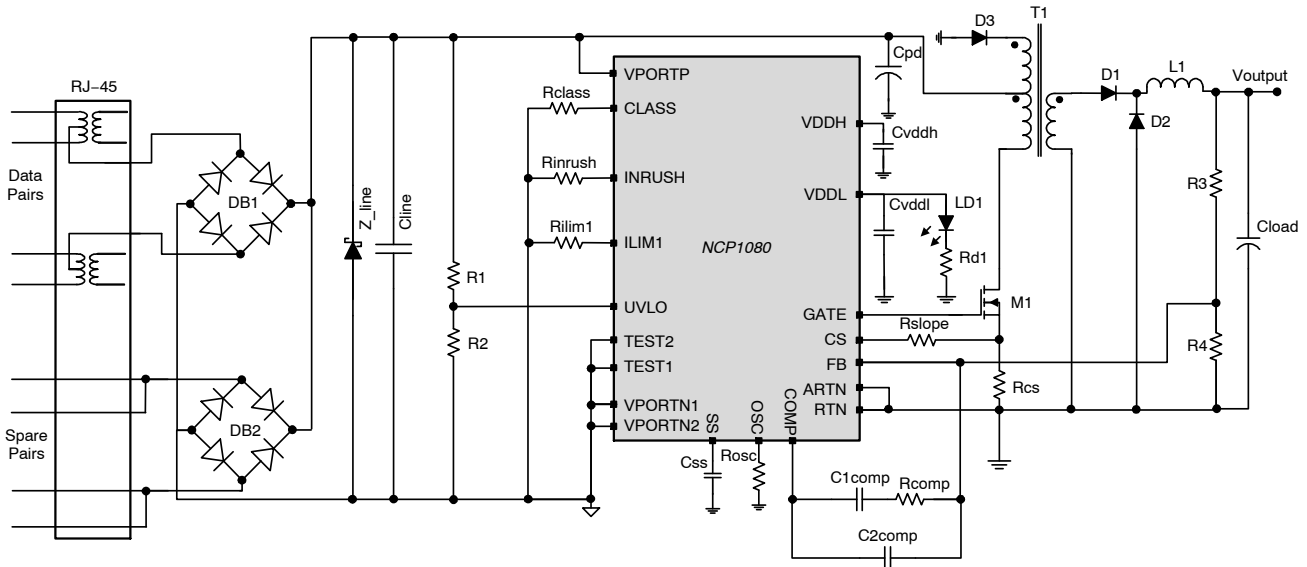 RJ–45
Data
Pairs
Spare
Pairs
DB1
DB2
Z_line
Cline
R1
R2
Rclass
Rinrush
Rilim1
VPORTP
CLASS
INRUSH
ILIM1
UVLO
TEST2
TEST1
VPORTN1
VPORTN2
NCP1080
SS
OSC
COMP
VDDH
VDDL
GATE
CS
FB
ARTN
RTN
Css
Rosc
C1comp
Rcomp
C2comp
Cpd
Cvddh
Cvddl
LD1
Rd1
Rslope
M1
Rcs
D3
T1
D1
L1
Voutput
D2
R3
R4
Cload